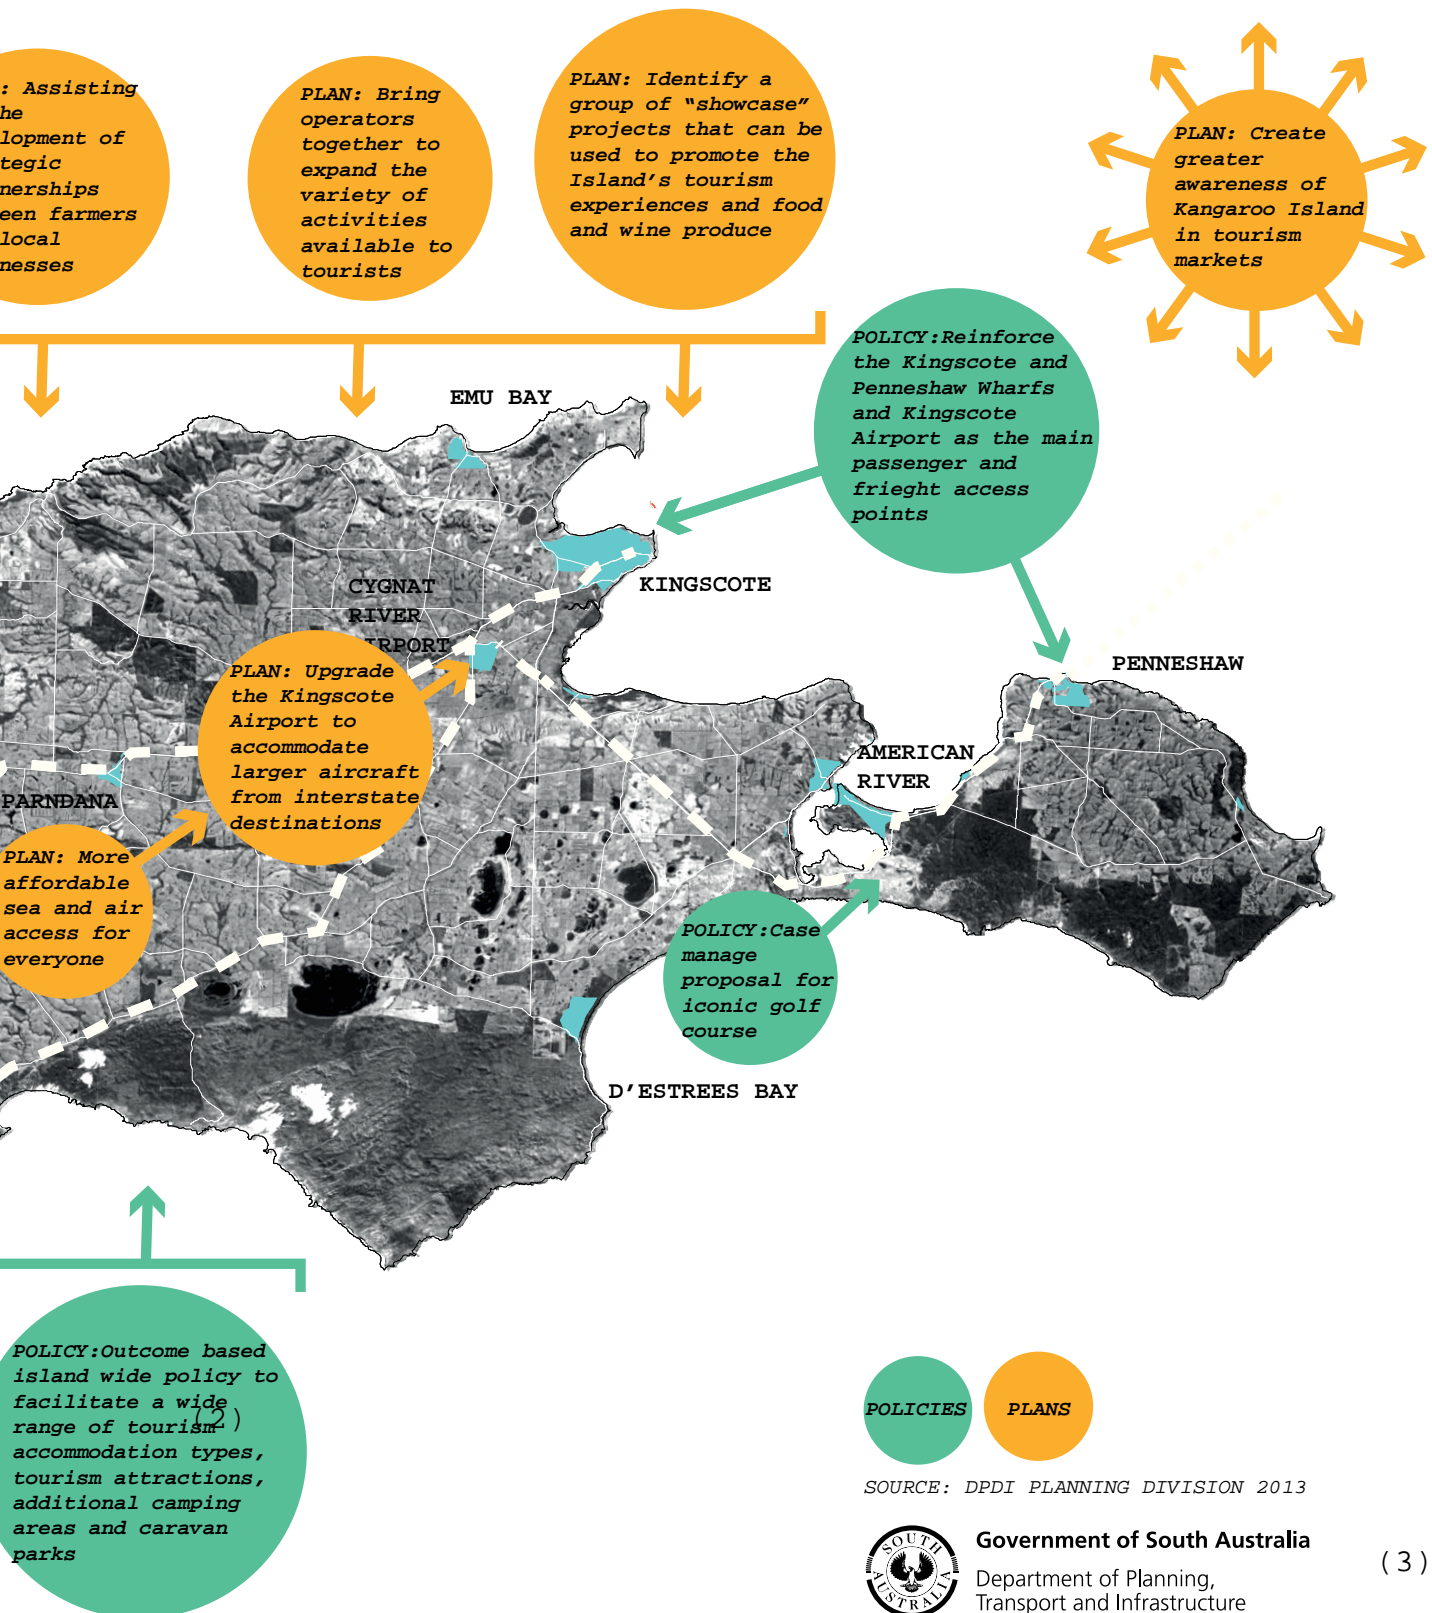 : Assisting
he
lopment of
tegic
nerships
een farmers
local
nesses
PLAN: Bring
operators
together to
expand the
variety of
activities
available to
tourists
PLAN: Identify a
group of “showcase”
projects that can be
used to promote the
Island’s tourism
experiences and food
and wine produce
PLAN: Create
greater
awareness of
Kangaroo Island
in tourism
markets
POLICY:Reinforce
the Kingscote and
Penneshaw Wharfs
and Kingscote
Airport as the main
passenger and
frieght access
points
EMU BAY
KINGSCOTE
CYGNAT
RIVER
AIRPORT
PENNESHAW
PLAN: Upgrade
the Kingscote
Airport to
accommodate
larger aircraft
from interstate
destinations
AMERICAN
RIVER
PARNDANA
PLAN: More
affordable
sea and air
access for
everyone
POLICY:Case
manage
proposal for
iconic golf
course
D’ESTREES BAY
POLICY:Outcome based
island wide policy to
facilitate a wide
range of tourism
accommodation types,
tourism attractions,
additional camping
areas and caravan
parks
(2)
POLICIES
PLANS
SOURCE: DPDI PLANNING DIVISION 2013
SOUTH
AUSTRALIA
Government of South Australia
Department of Planning,
Transport and Infrastructure
(3)